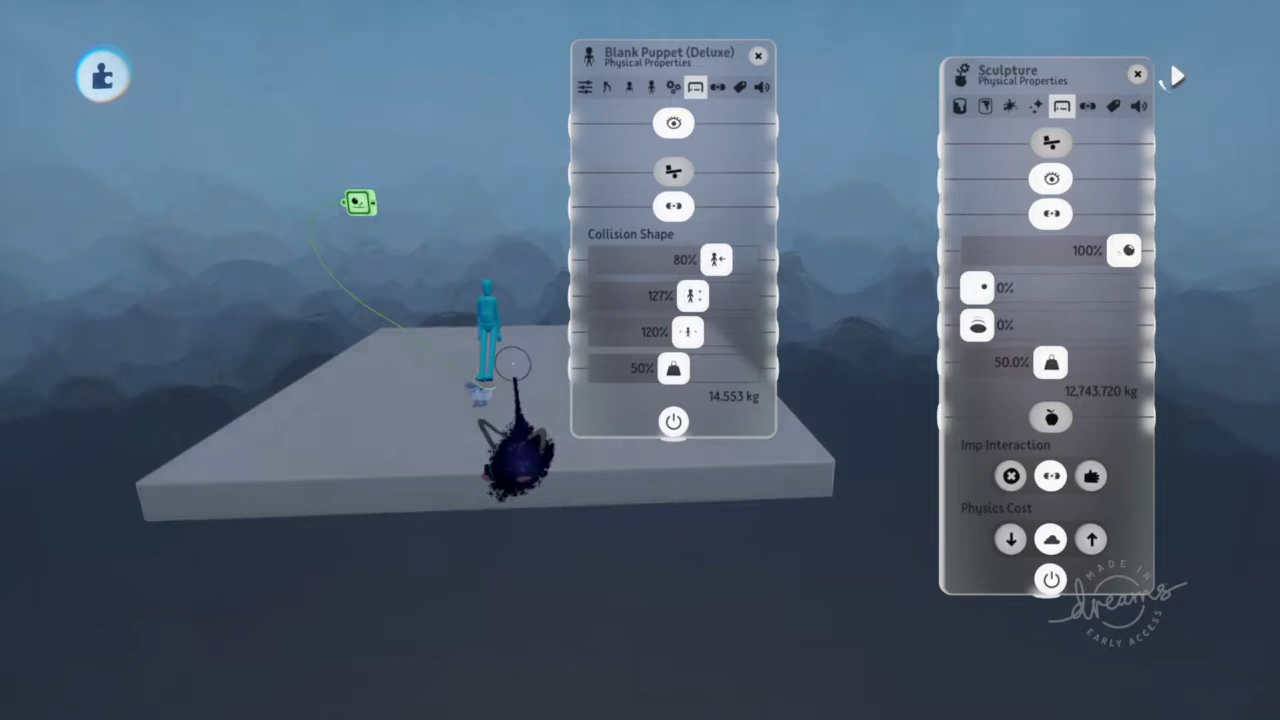 Blank Puppet (Deluxe)
Physical Properties
Collision Shape
80%
127%
120%
50%
14.553 kg
Sculpture
Physical Properties
100%
0%
0%
50.0%
12,743.720 kg
Imp Interaction
Physics Cost
MADE IN
dreams
EARLY ACCESS